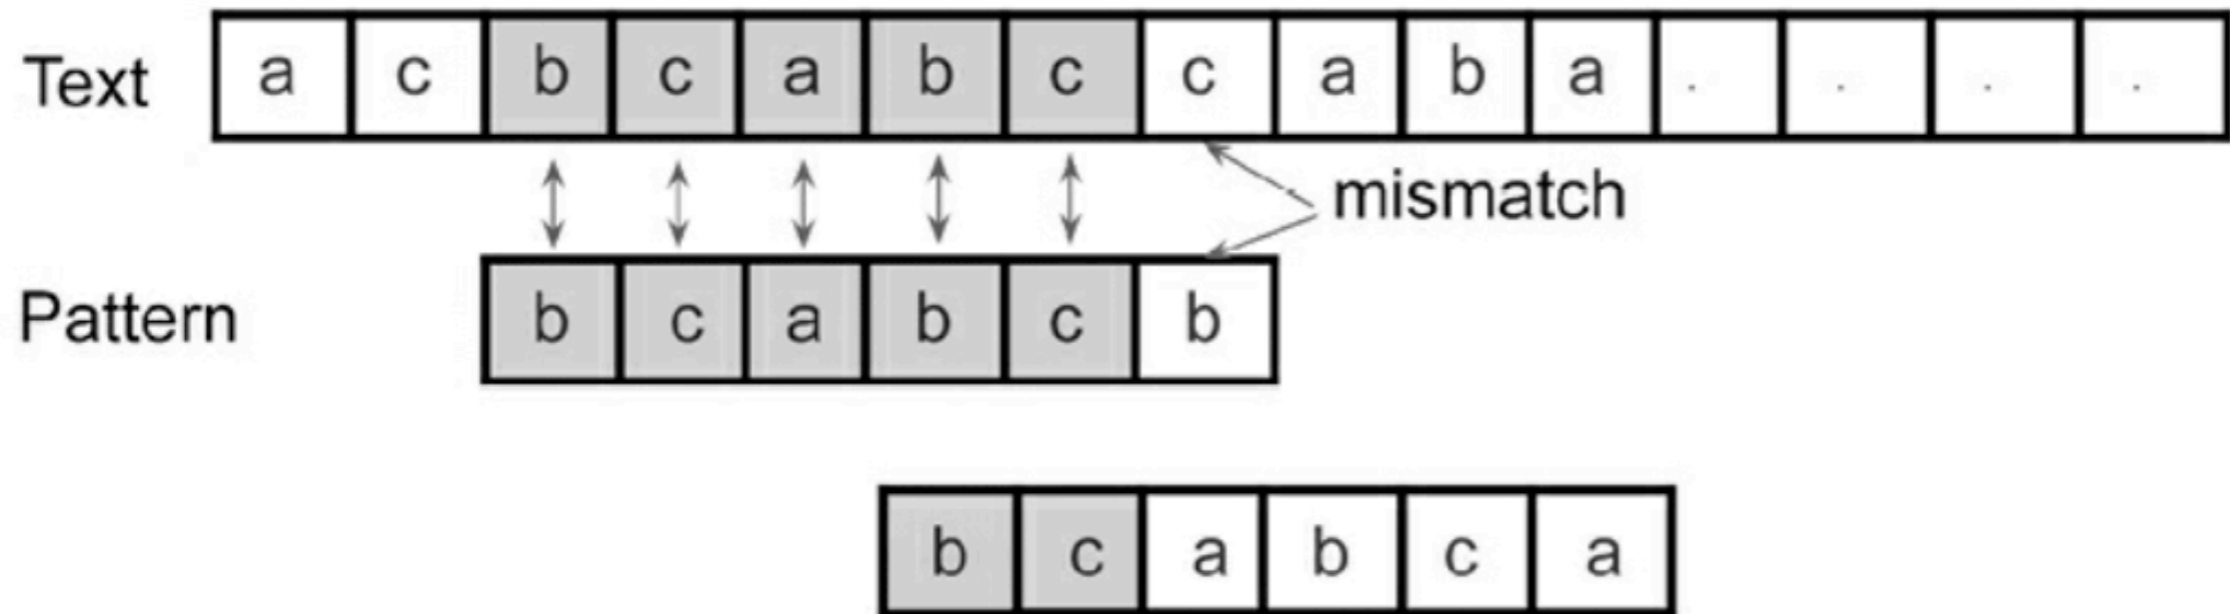 Text a c b c a b c c a b a . . . .
mismatch
Pattern b c a b c b
b c a b c a